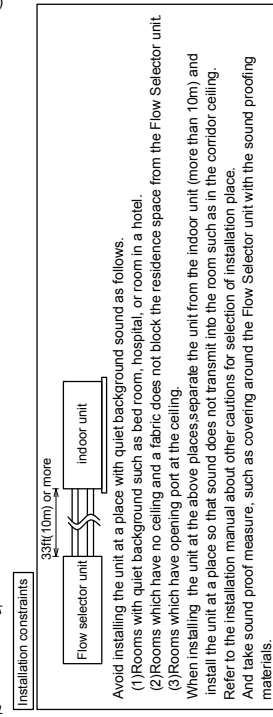 Installation constraints
33ft(10m) or more
Flow selector unit
indoor unit
Avoid installing the unit at a place with quiet background sound as follows.
(1)Rooms with quiet background such as bed room, hospital, or room in a hotel.
(2)Rooms which have no ceiling and a fabric does not block the residence space from the Flow Selector unit.
(3)Rooms which have opening port at the ceiling.
When installing the unit at the above places,separate the unit from the indoor unit (more than 10m) and
install the unit at a place so that sound does not transmit into the room such as in the corridor ceiling.
Refer to the installation manual about other cautions for selection of installation place.
And take sound proof measure, such as covering around the Flow Selector unit with the sound proofing
materials.